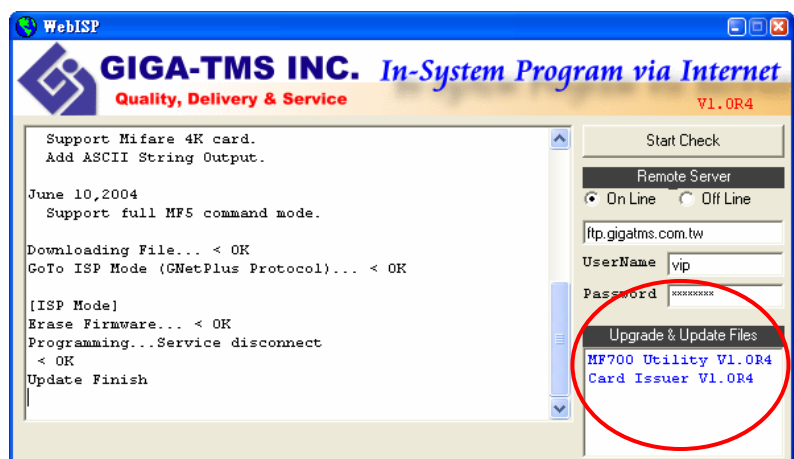 WebISP
GIGA-TMS INC.
Quality, Delivery & Service
In-System Program via Internet
V1.0R4
Support Mifare 4K card.
Add ASCII String Output.
June 10,2004
Support full MF5 command mode.
Downloading File... < OK
GoTo ISP Mode (GNetPlus Protocol)... < OK
[ISP Mode]
Erase Firmware... < OK
Programming...Service disconnect
< OK
Update Finish
Start Check
Remote Server
On Line Off Line
ftp.gigatms.com.tw
UserName vip
Password ××××××××
Upgrade & Update Files
MF700 Utility V1.0R4
Card Issuer V1.0R4